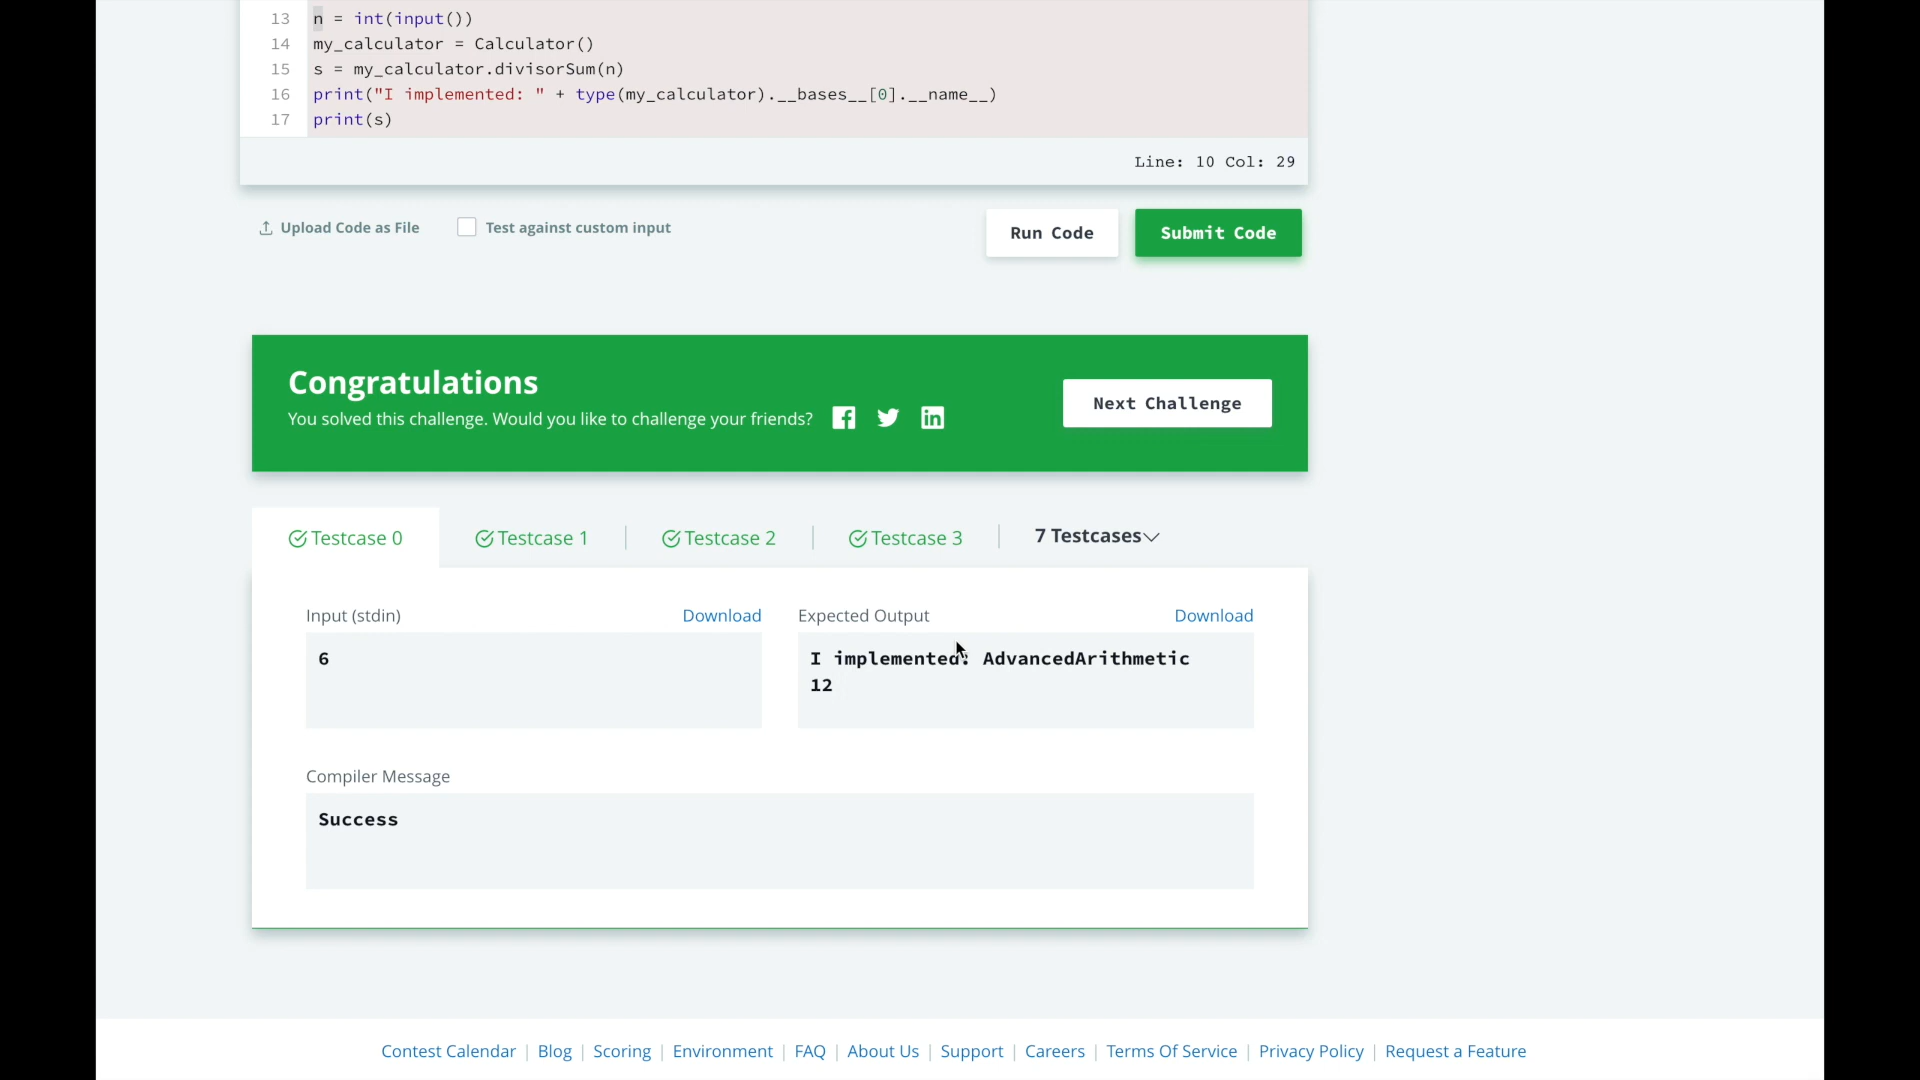 13 n = int(input())
14 my_calculator = Calculator()
15 s = my_calculator.divisorSum(n)
16 print("I implemented: " + type(my_calculator).__bases__[0].__name__)
17 print(s)
Line: 10 Col: 29
Upload Code as File Test against custom input Run Code Submit Code
Congratulations
You solved this challenge. Would you like to challenge your friends?
Next Challenge
Testcase 0 Testcase 1 Testcase 2 Testcase 3 7 Testcases
Input (stdin) Download Expected Output Download
6
I implemented: AdvancedArithmetic
12
Compiler Message
Success
Contest Calendar | Blog | Scoring | Environment | FAQ | About Us | Support | Careers | Terms Of Service | Privacy Policy | Request a Feature